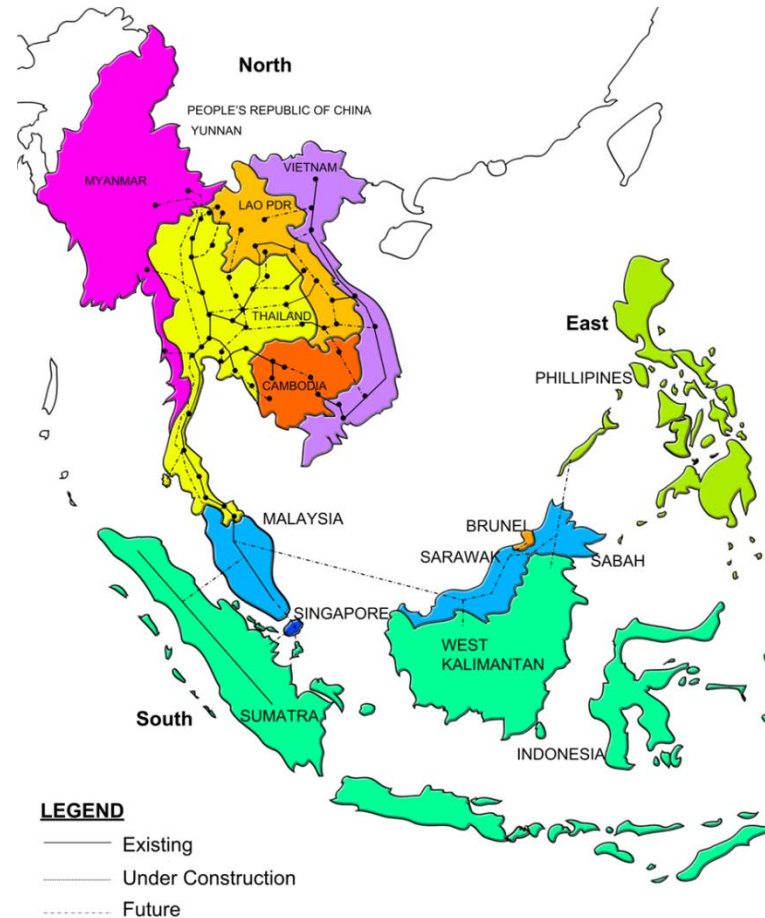 North
PEOPLE'S REPUBLIC OF CHINA
YUNNAN
VIETNAM
MYANMAR
LAO PDR
THAILAND
East
PHILLIPINES
CAMBODIA
MALAYSIA
BRUNEI
SARAWAK
SABAH
SINGAPORE
WEST
KALIMANTAN
South
SUMATRA
INDONESIA
LEGEND
Existing
Under Construction
Future